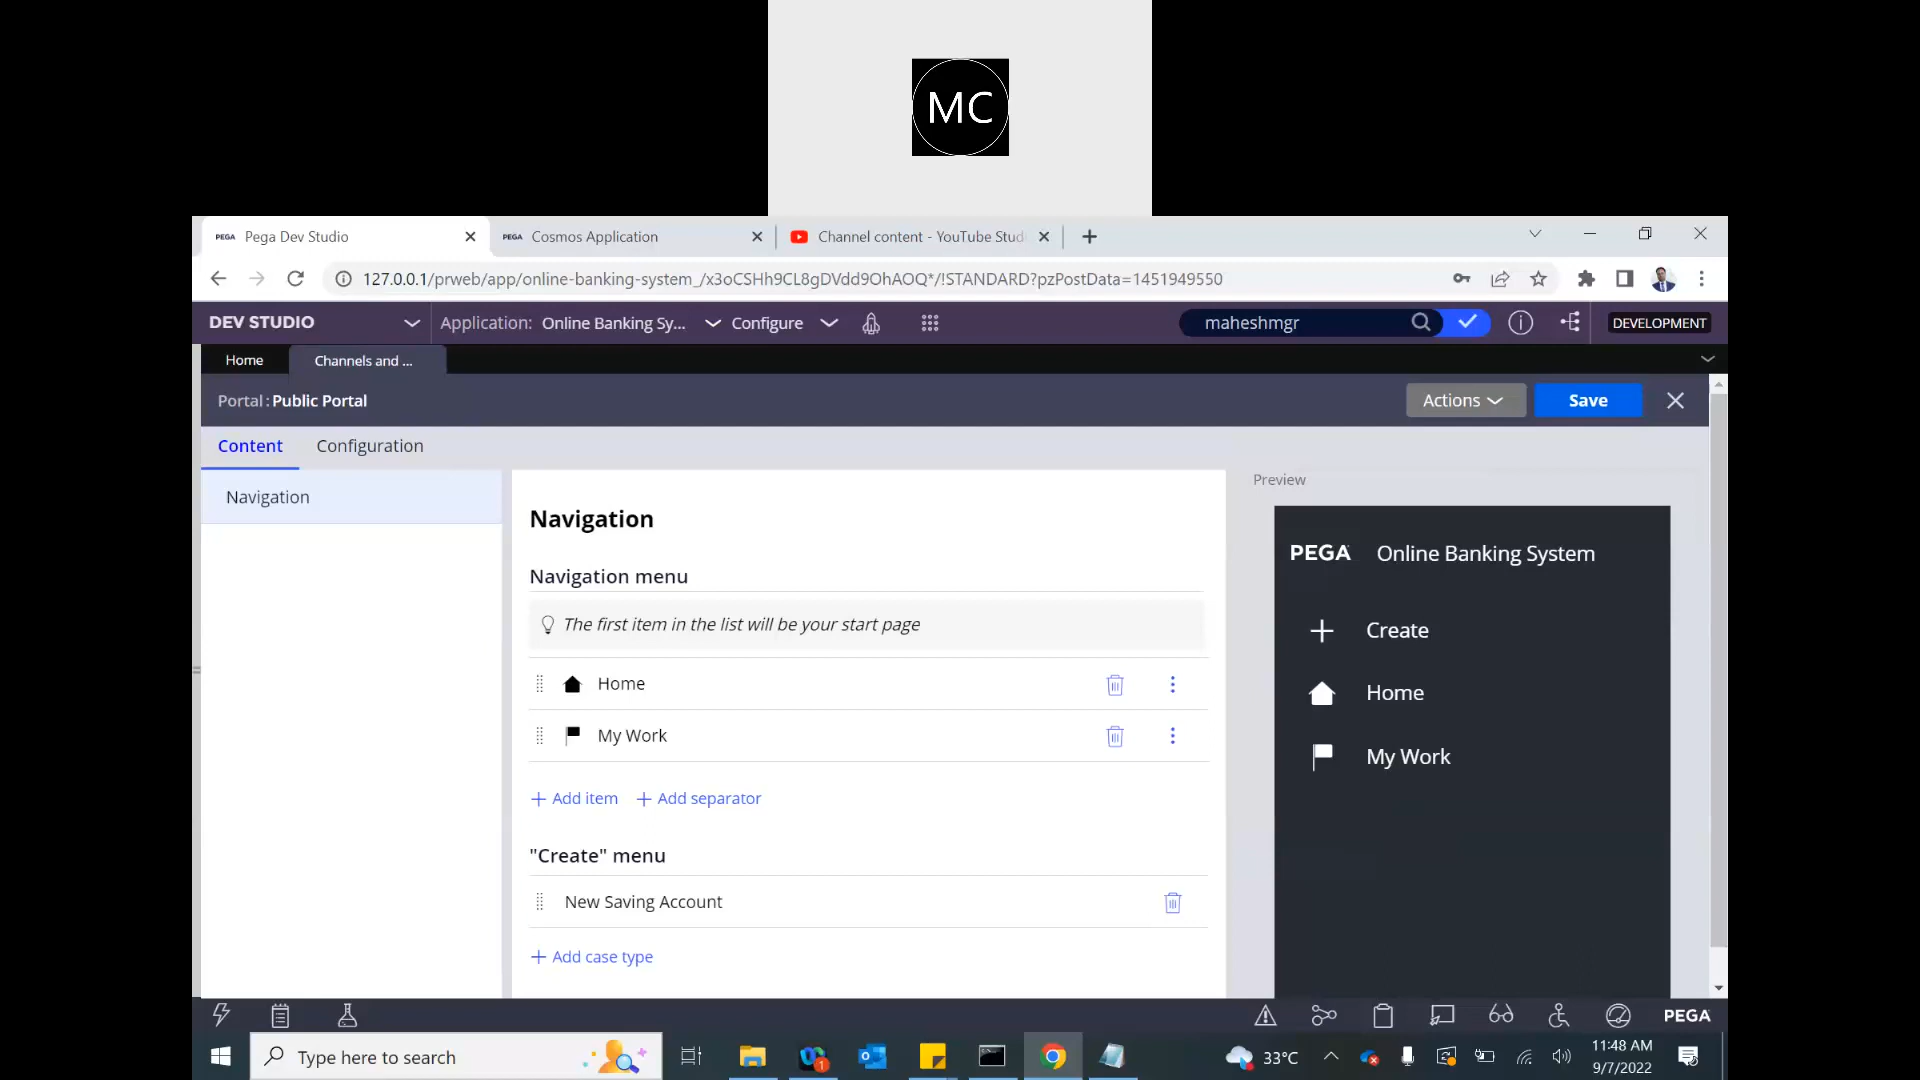 MC
PEGA Pega Dev Studio
PEGA Cosmos Application
Channel content - YouTube Stud
127.0.0.1/prweb/app/online-banking-system_/x3oCSHh9CL8gDVdd9OhAOQ*/!STANDARD?pzPostData=1451949550
DEV STUDIO
Application: Online Banking Sy...
Configure
maheshmgr
DEVELOPMENT
Home
Channels and ...
Portal: Public Portal
Actions
Save
Content
Configuration
Navigation
Preview
Navigation
Navigation menu
The first item in the list will be your start page
Home
My Work
Add item
Add separator
"Create" menu
New Saving Account
Add case type
PEGA Online Banking System
Create
Home
My Work
PEGA
Type here to search
1
33°C
11:48 AM
9/7/2022